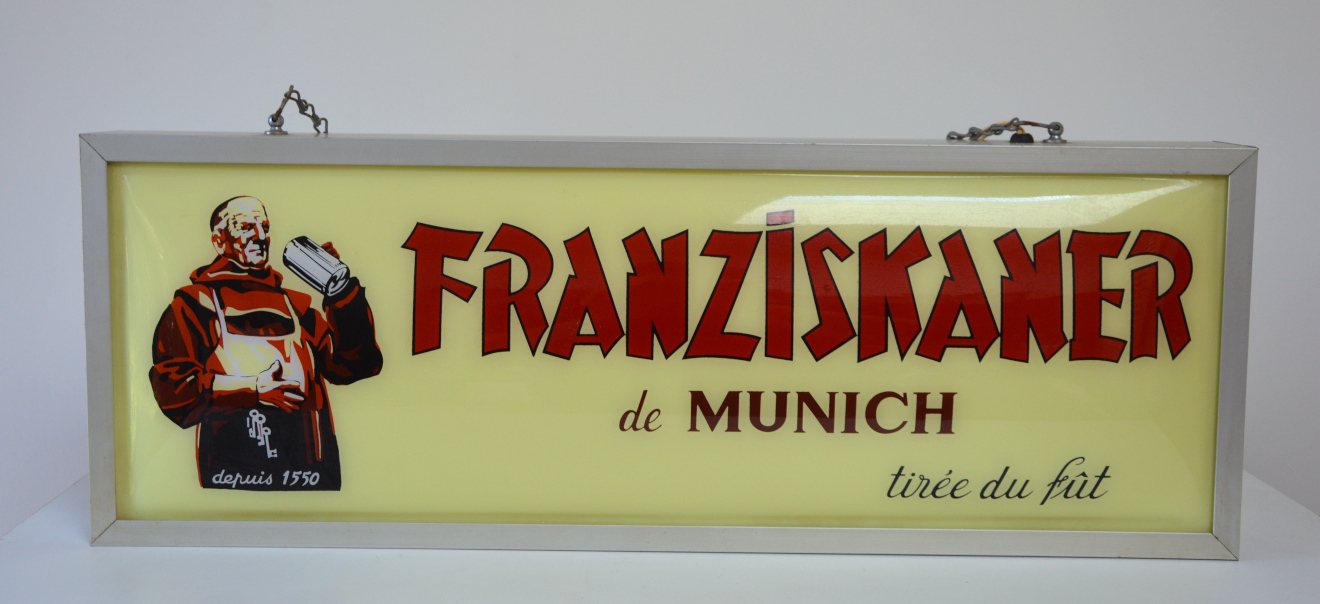 FRANZISKANER
de MUNICH
tirée du fût
depuis 1550